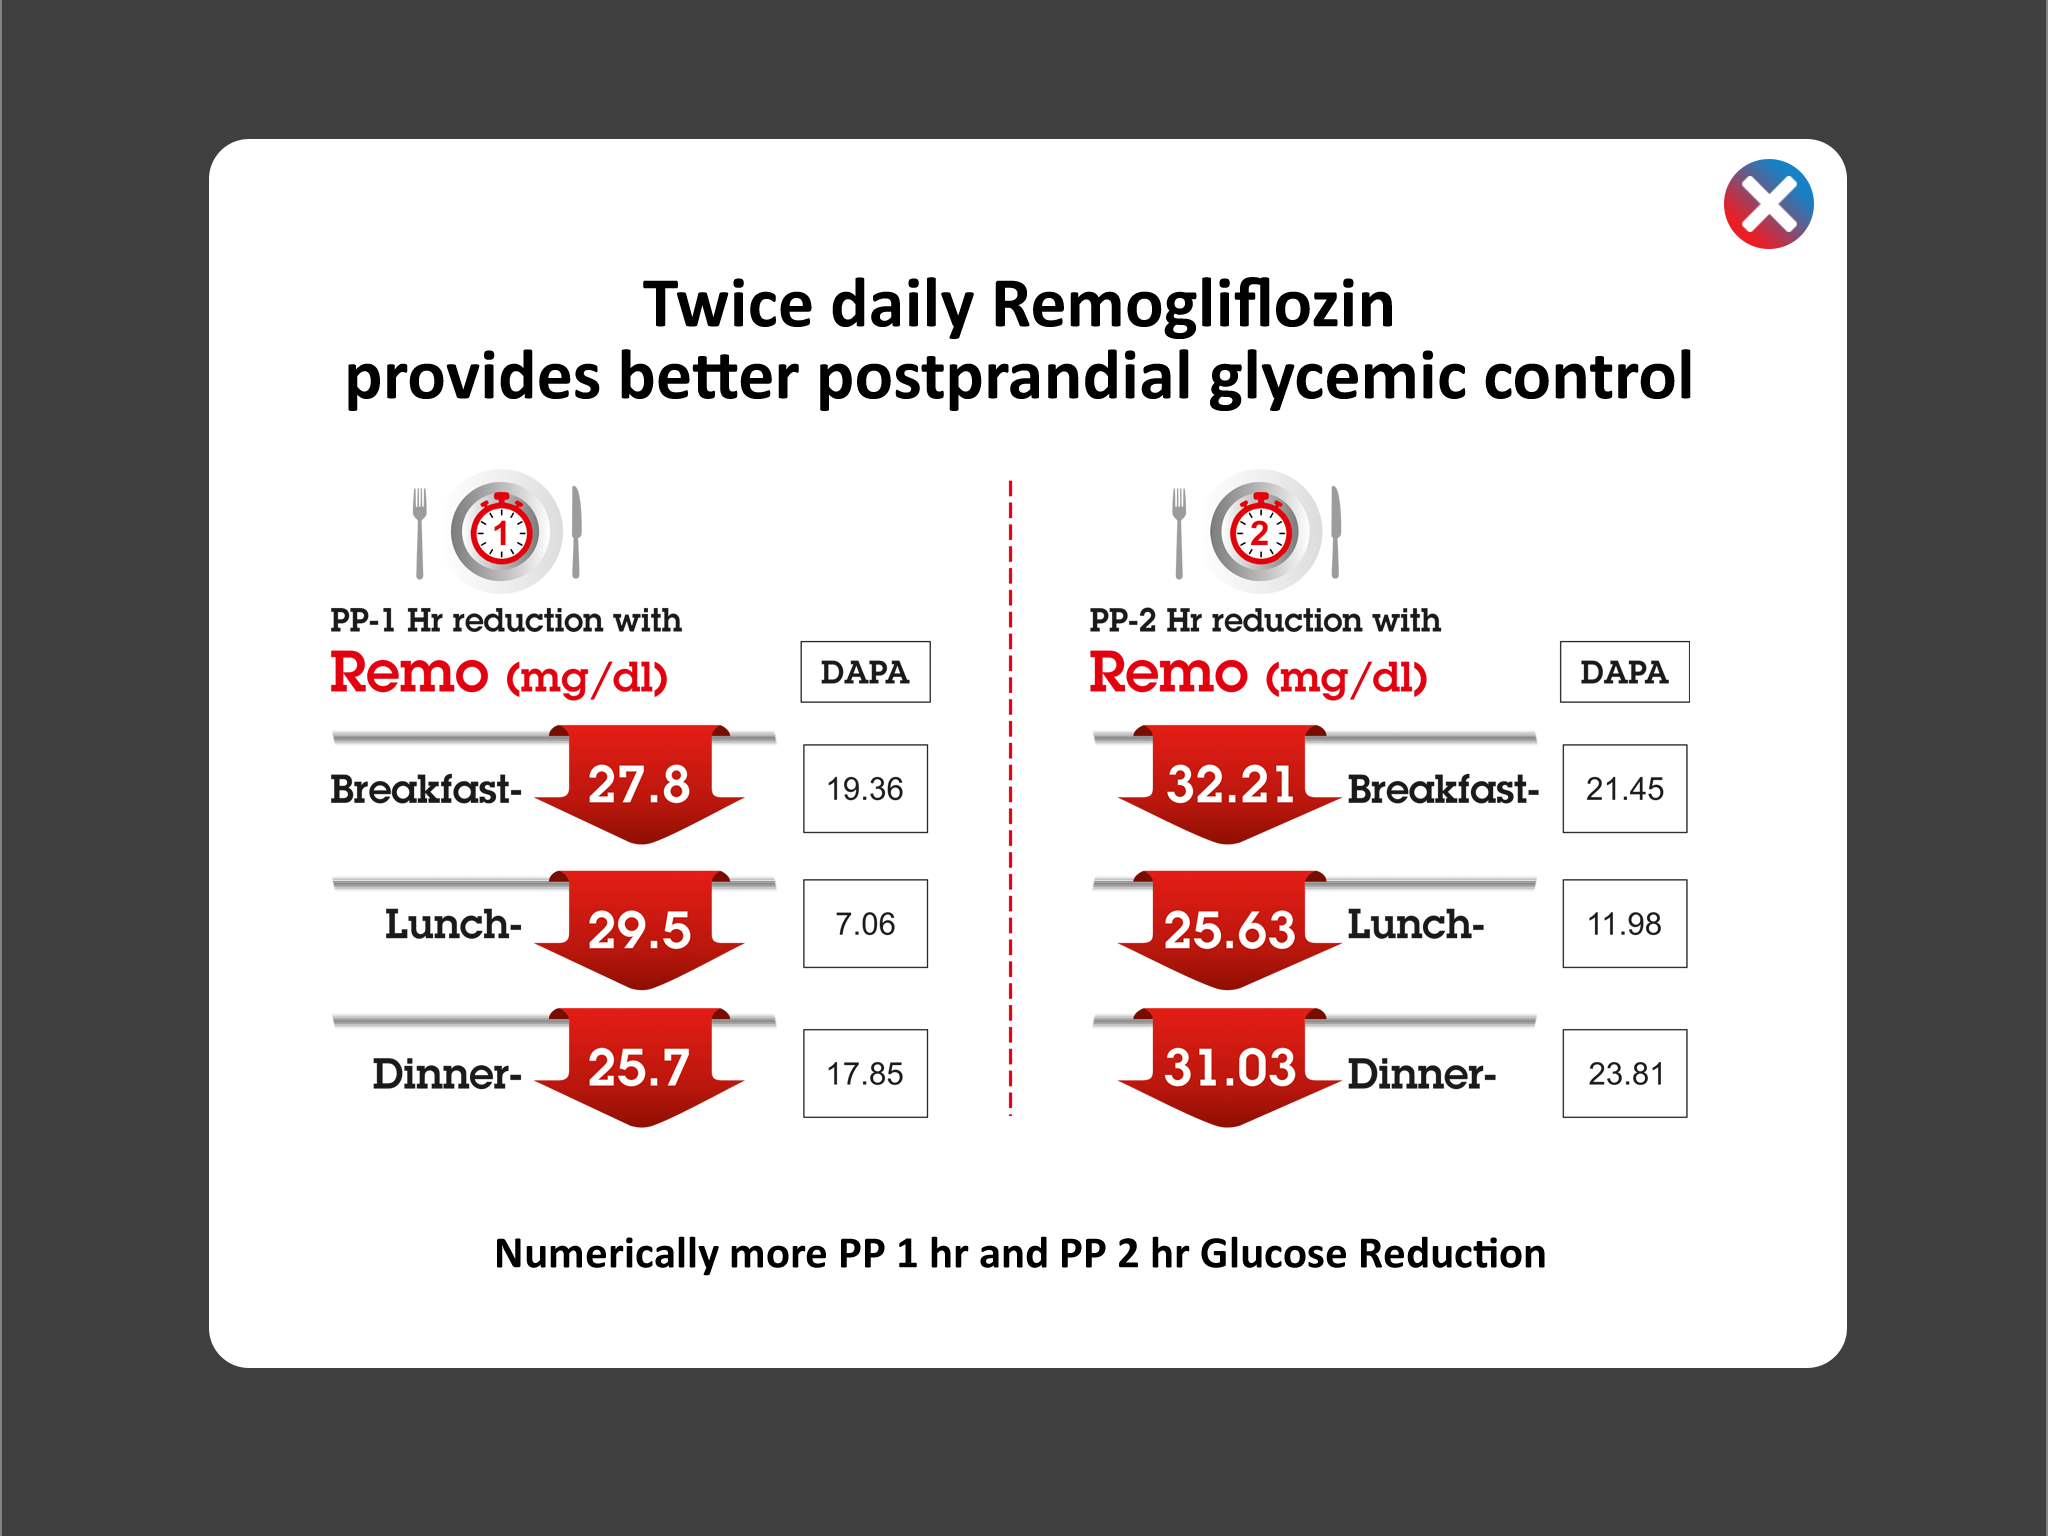 Twice daily Remogliflozin
provides better postprandial glycemic control
1
PP-1 Hr reduction with
Remo (mg/dl)
DAPA
Breakfast- 27.8 19.36
Lunch- 29.5 7.06
Dinner- 25.7 17.85
2
PP-2 Hr reduction with
Remo (mg/dl)
DAPA
32.21 Breakfast- 21.45
25.63 Lunch- 11.98
31.03 Dinner- 23.81
Numerically more PP 1 hr and PP 2 hr Glucose Reduction